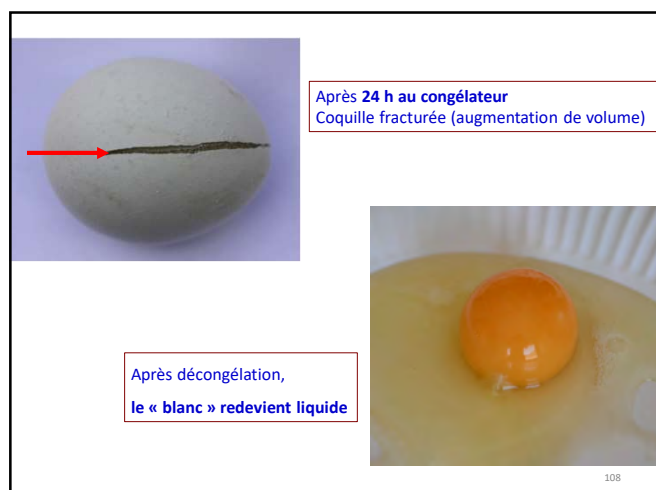 Après 24 h au congélateur
Coquille fracturée (augmentation de volume)
Après décongélation,
le « blanc » redevient liquide
108